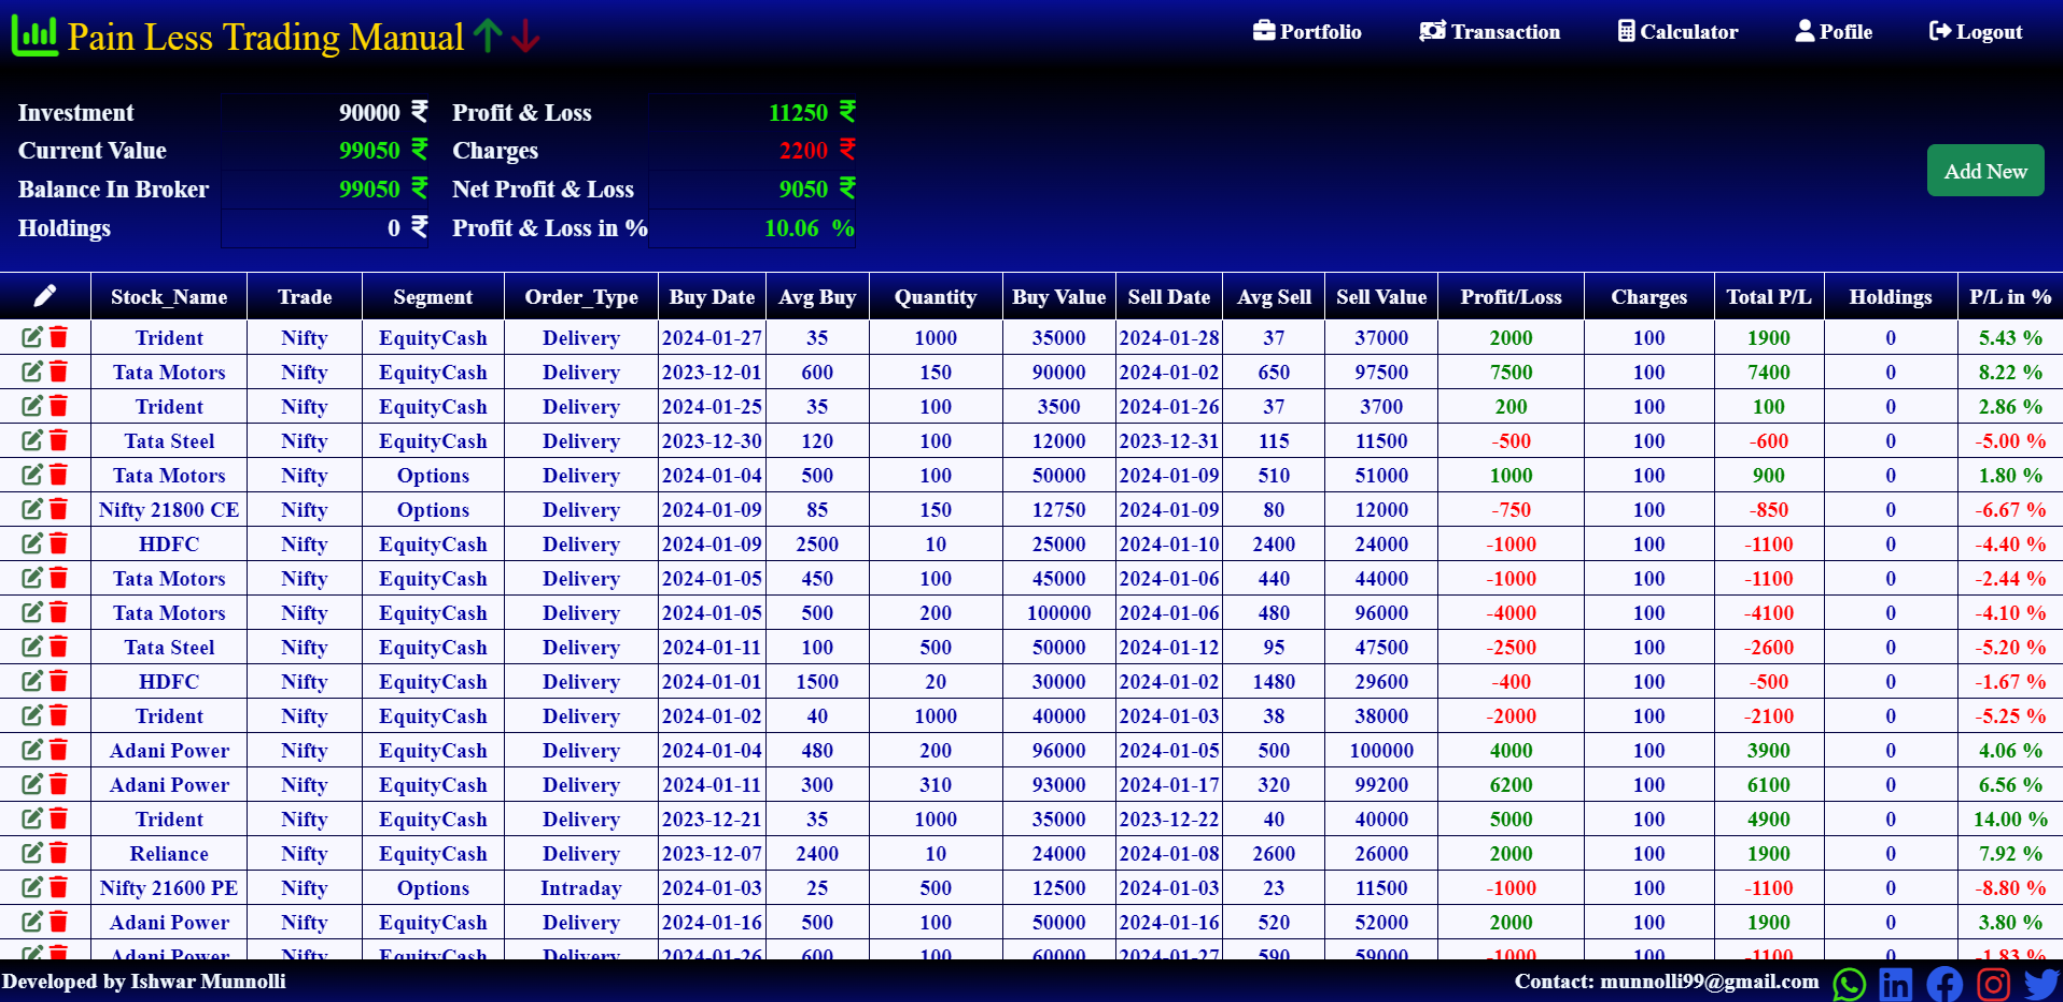 Pain Less Trading Manual
Portfolio Transaction Calculator Pofile Logout
Investment 90000 ₹ Profit & Loss 11250 ₹
Current Value 99050 ₹ Charges 2200 ₹
Balance In Broker 99050 ₹ Net Profit & Loss 9050 ₹
Holdings 0 ₹ Profit & Loss in % 10.06 %
Add New
Stock_Name Trade Segment Order_Type Buy Date Avg Buy Quantity Buy Value Sell Date Avg Sell Sell Value Profit/Loss Charges Total P/L Holdings P/L in %
Trident Nifty EquityCash Delivery 2024-01-27 35 1000 35000 2024-01-28 37 37000 2000 100 1900 0 5.43 %
Tata Motors Nifty EquityCash Delivery 2023-12-01 600 150 90000 2024-01-02 650 97500 7500 100 7400 0 8.22 %
Trident Nifty EquityCash Delivery 2024-01-25 35 100 3500 2024-01-26 37 3700 200 100 100 0 2.86 %
Tata Steel Nifty EquityCash Delivery 2023-12-30 120 100 12000 2023-12-31 115 11500 -500 100 -600 0 -5.00 %
Tata Motors Nifty Options Delivery 2024-01-04 500 100 50000 2024-01-09 510 51000 1000 100 900 0 1.80 %
Nifty 21800 CE Nifty Options Delivery 2024-01-09 85 150 12750 2024-01-09 80 12000 -750 100 -850 0 -6.67 %
HDFC Nifty EquityCash Delivery 2024-01-09 2500 10 25000 2024-01-10 2400 24000 -1000 100 -1100 0 -4.40 %
Tata Motors Nifty EquityCash Delivery 2024-01-05 450 100 45000 2024-01-06 440 44000 -1000 100 -1100 0 -2.44 %
Tata Motors Nifty EquityCash Delivery 2024-01-05 500 200 100000 2024-01-06 480 96000 -4000 100 -4100 0 -4.10 %
Tata Steel Nifty EquityCash Delivery 2024-01-11 100 500 50000 2024-01-12 95 47500 -2500 100 -2600 0 -5.20 %
HDFC Nifty EquityCash Delivery 2024-01-01 1500 20 30000 2024-01-02 1480 29600 -400 100 -500 0 -1.67 %
Trident Nifty EquityCash Delivery 2024-01-02 40 1000 40000 2024-01-03 38 38000 -2000 100 -2100 0 -5.25 %
Adani Power Nifty EquityCash Delivery 2024-01-04 480 200 96000 2024-01-05 500 100000 4000 100 3900 0 4.06 %
Adani Power Nifty EquityCash Delivery 2024-01-11 300 310 93000 2024-01-17 320 99200 6200 100 6100 0 6.56 %
Trident Nifty EquityCash Delivery 2023-12-21 35 1000 35000 2023-12-22 40 40000 5000 100 4900 0 14.00 %
Reliance Nifty EquityCash Delivery 2023-12-07 2400 10 24000 2024-01-08 2600 26000 2000 100 1900 0 7.92 %
Nifty 21600 PE Nifty Options Intraday 2024-01-03 25 500 12500 2024-01-03 23 11500 -1000 100 -1100 0 -8.80 %
Adani Power Nifty EquityCash Delivery 2024-01-16 500 100 50000 2024-01-16 520 52000 2000 100 1900 0 3.80 %
Adani Power Nifty EquityCash Delivery 2024-01-26 600 100 60000 2024-01-27 590 59000 -1000 100 -1100 0 -1.83 %
Developed by Ishwar Munnolli Contact: munnolli99@gmail.com